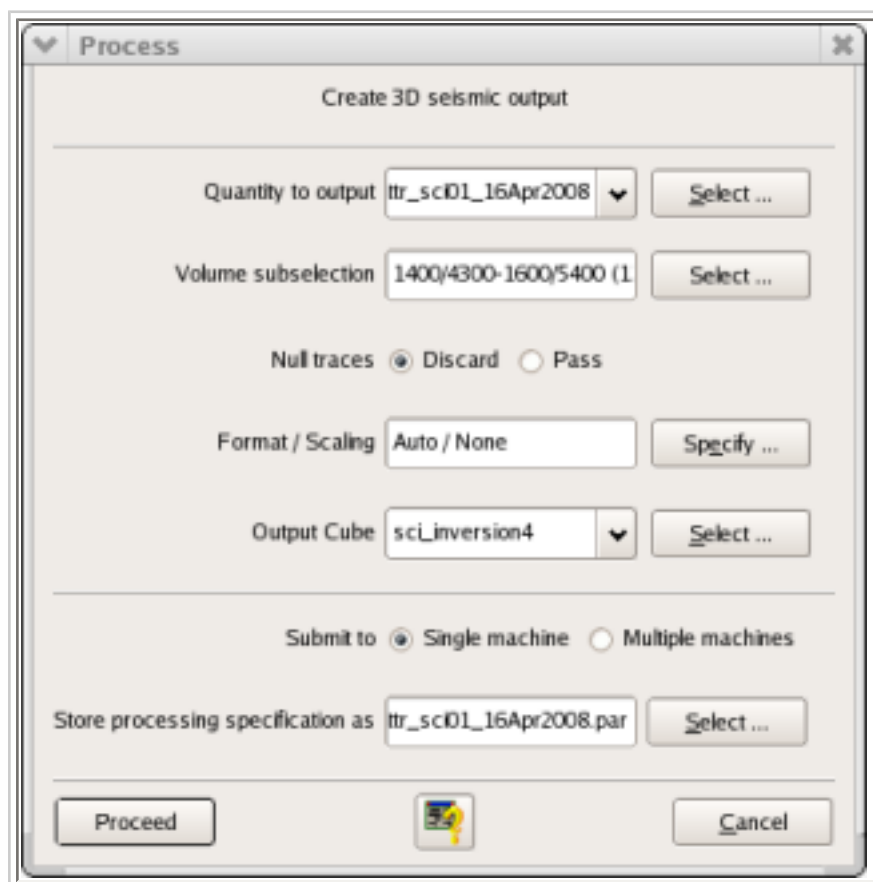 Process
Create 3D seismic output
Quantity to output ttr_sci01_16Apr2008 Select ...
Volume subselection 1400/4300-1600/5400 (1 Select ...
Null traces Discard Pass
Format / Scaling Auto / None Specify ...
Output Cube sci_inversion4 Select ...
Submit to Single machine Multiple machines
Store processing specification as ttr_sci01_16Apr2008.par Select ...
Proceed Cancel